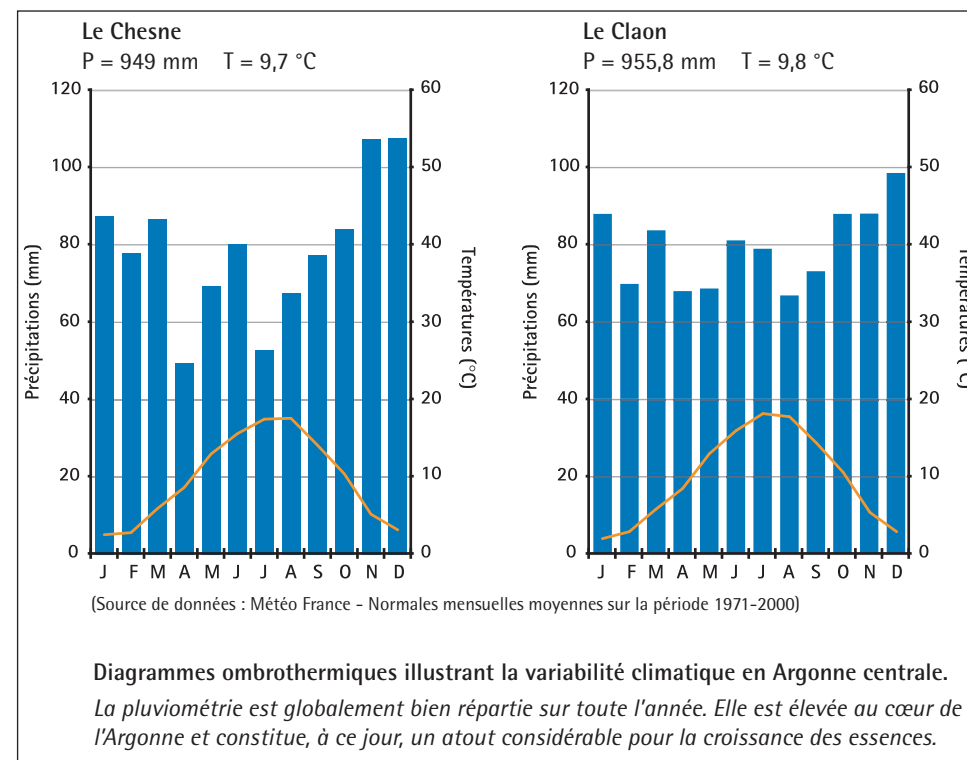 Le Chesne
P = 949 mm T = 9,7 °C
120
100
80
60
40
20
0
Précipitations (mm)
60
50
40
30
20
10
0
Températures (°C)
J F M A M J J A S O N D
Le Claon
P = 955,8 mm T = 9,8 °C
120
100
80
60
40
20
0
Précipitations (mm)
60
50
40
30
20
10
0
Températures (°C)
J F M A M J J A S O N D
(Source de données : Météo France - Normales mensuelles moyennes sur la période 1971-2000)
Diagrammes ombrothermiques illustrant la variabilité climatique en Argonne centrale.
La pluviométrie est globalement bien répartie sur toute l'année. Elle est élevée au cœur de
l'Argonne et constitue, à ce jour, un atout considérable pour la croissance des essences.